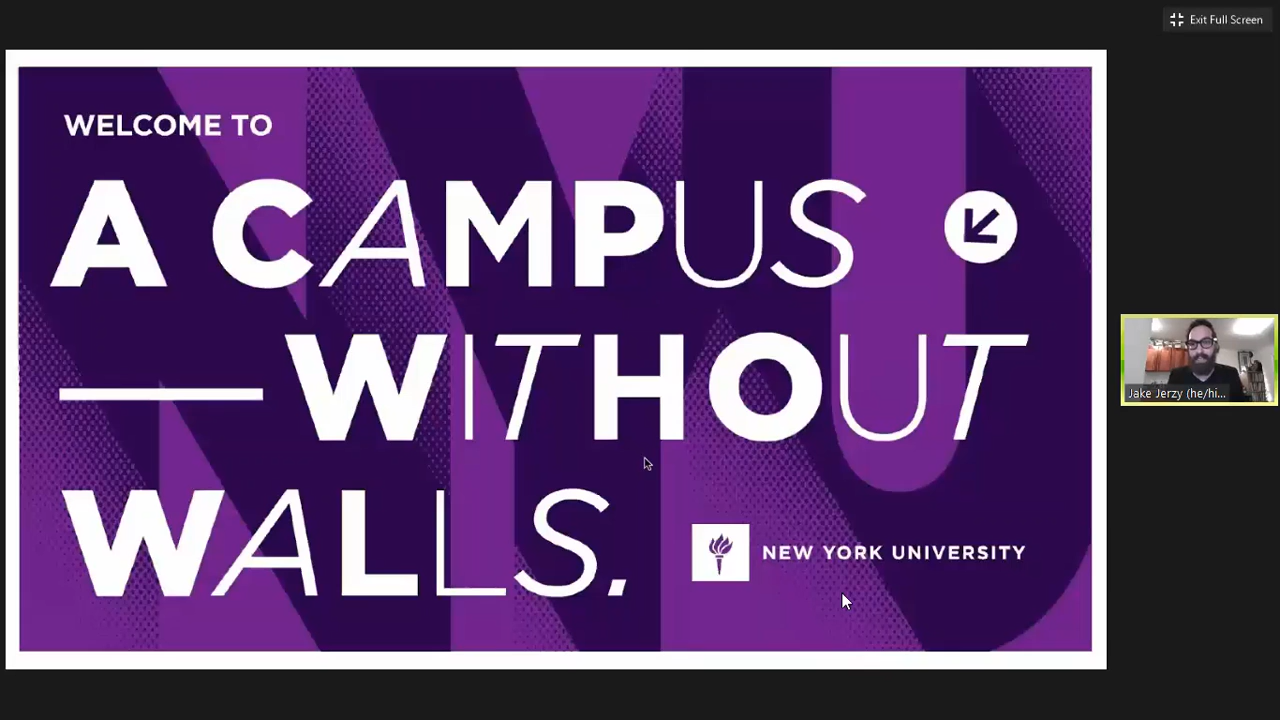 Exit Full Screen
WELCOME TO
A CAMPUS
WITHOUT
WALLS.
NEW YORK UNIVERSITY
Jake Jerzy (he/hi...